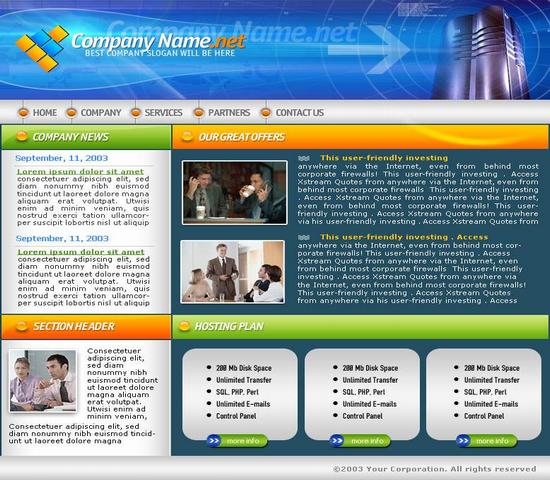 Company Name.net
Company Name.net
BEST COMPANY SLOGAN WILL BE HERE
HOME COMPANY SERVICES PARTNERS CONTACT US
COMPANY NEWS
September, 11, 2003
Lorem ipsum dolor sit amet
consectetuer adipiscing elit, sed
diam nonummy nibh euismod
tincidunt ut laoreet dolore magna
aliquam erat volutpat. Utwisi
enim ad minim veniam, quis
nostrud exerci tation ullamcor-
per suscipit lobortis nisl ut aliquip
September, 11, 2003
Lorem ipsum dolor sit amet
consectetuer adipiscing elit, sed
diam nonummy nibh euismod
tincidunt ut laoreet dolore magna
aliquam erat volutpat. Utwisi
enim ad minim veniam, quis
nostrud exerci tation ullamcor-
per suscipit lobortis nisl ut aliquip
OUR GREAT OFFERS
This user-friendly investing
anywhere via the Internet, even from behind most
corporate firewalls! This user-friendly investing . Access
Xstream Quotes from anywhere via the Internet, even from
behind most corporate firewalls This user-friendly investing
. Access Xstream Quotes from anywhere via the Internet,
even from behind most corporate firewalls! This user-
friendly investing . Access Xstream Quotes from anywhere
via his user-friendly investing . Access Xstream Quotes from
This user-friendly investing . Access
anywhere via the Internet, even from behind most cor-
porate firewalls! This user-friendly investing . Access
Xstream Quotes from anywhere via the Internet, even
from behind most corporate firewalls This user-friendly
investing . Access Xstream Quotes from anywhere via
the Internet, even from behind most corporate firewalls!
This user-friendly investing . Access Xstream Quotes
from anywhere via his user-friendly investing . Access
SECTION HEADER
Consectetuer
adipiscing elit, sed
diam nonummy nibh
euismod tincidunt
ut laoreet dolore
magna aliquam
erat volutpat. Ut
wisi enim ad
minim veniam,
Consectetuer adipiscing elit, sed
diam nonummy nibh euismod tincid-
unt ut laoreet dolore magna
HOSTING PLAN
200 Mb Disk Space
Unlimited Transfer
SQL, PHP, Perl
Unlimited E-mails
Control Panel
more info
200 Mb Disk Space
Unlimited Transfer
SQL, PHP, Perl
Unlimited E-mails
Control Panel
more info
200 Mb Disk Space
Unlimited Transfer
SQL, PHP, Perl
Unlimited E-mails
Control Panel
more info
©2003 Your Corporation. All rights reserved